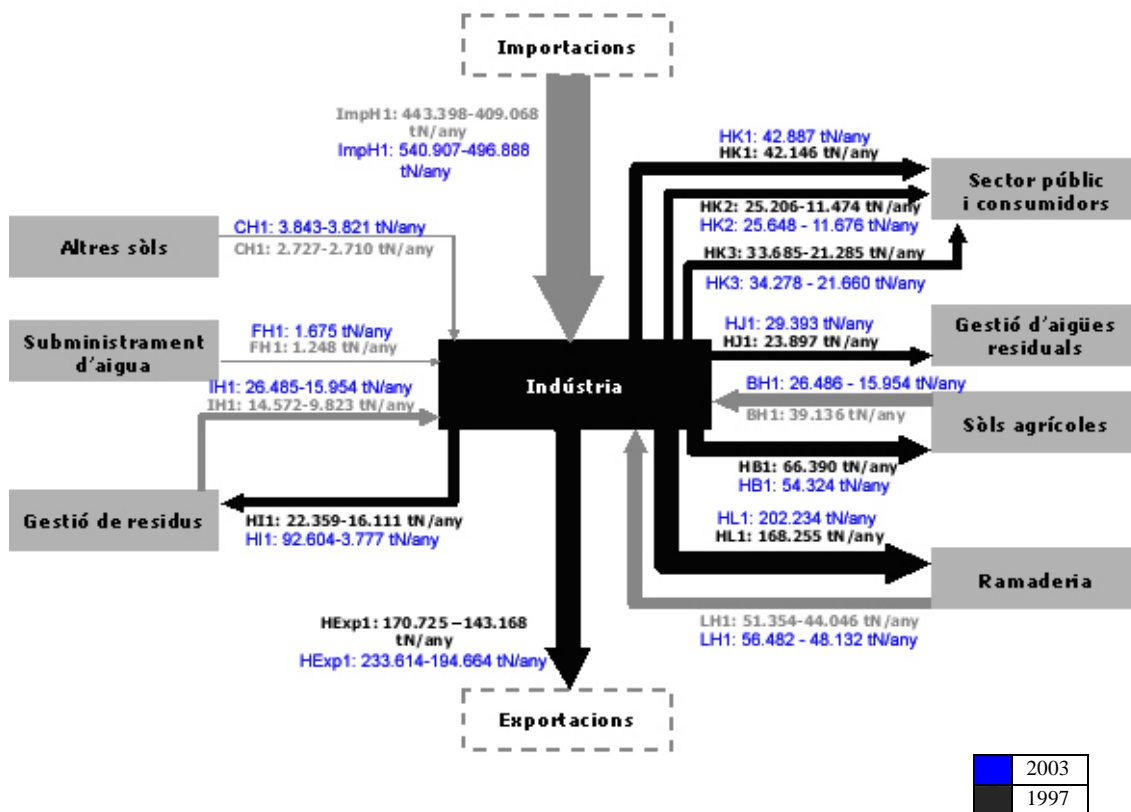 Importacions
ImpH1: 443.398-409.068
tN/any
ImpH1: 540.907-496.888
tN/any
HK1: 42.887 tN/any
HK1: 42.146 tN/any
HK2: 25.206-11.474 tN/any
HK2: 25.648 - 11.676 tN/any
HK3: 33.685-21.285 tN/any
HK3: 34.278 - 21.660 tN/any
Sector públic
i consumidors
Altres sòls
CH1: 3.843-3.821 tN/any
CH1: 2.727-2.710 tN/any
Subministrament
d'aigua
FH1: 1.675 tN/any
FH1: 1.248 tN/any
IH1: 26.485-15.954 tN/any
IH1: 14.572-9.823 tN/any
Indústria
HJ1: 29.393 tN/any
HJ1: 23.897 tN/any
Gestió d'aigües
residuals
BH1: 26.486 - 15.954 tN/any
BH1: 39.136 tN/any
Sòls agrícoles
HB1: 66.390 tN/any
HB1: 54.324 tN/any
Gestió de residus
HI1: 22.359-16.111 tN/any
HI1: 92.604-3.777 tN/any
HL1: 202.234 tN/any
HL1: 168.255 tN/any
Ramaderia
LH1: 51.354-44.046 tN/any
LH1: 56.482 - 48.132 tN/any
HExp1: 170.725 –143.168
tN/any
HExp1: 233.614-194.664 tN/any
Exportacions
2003
1997